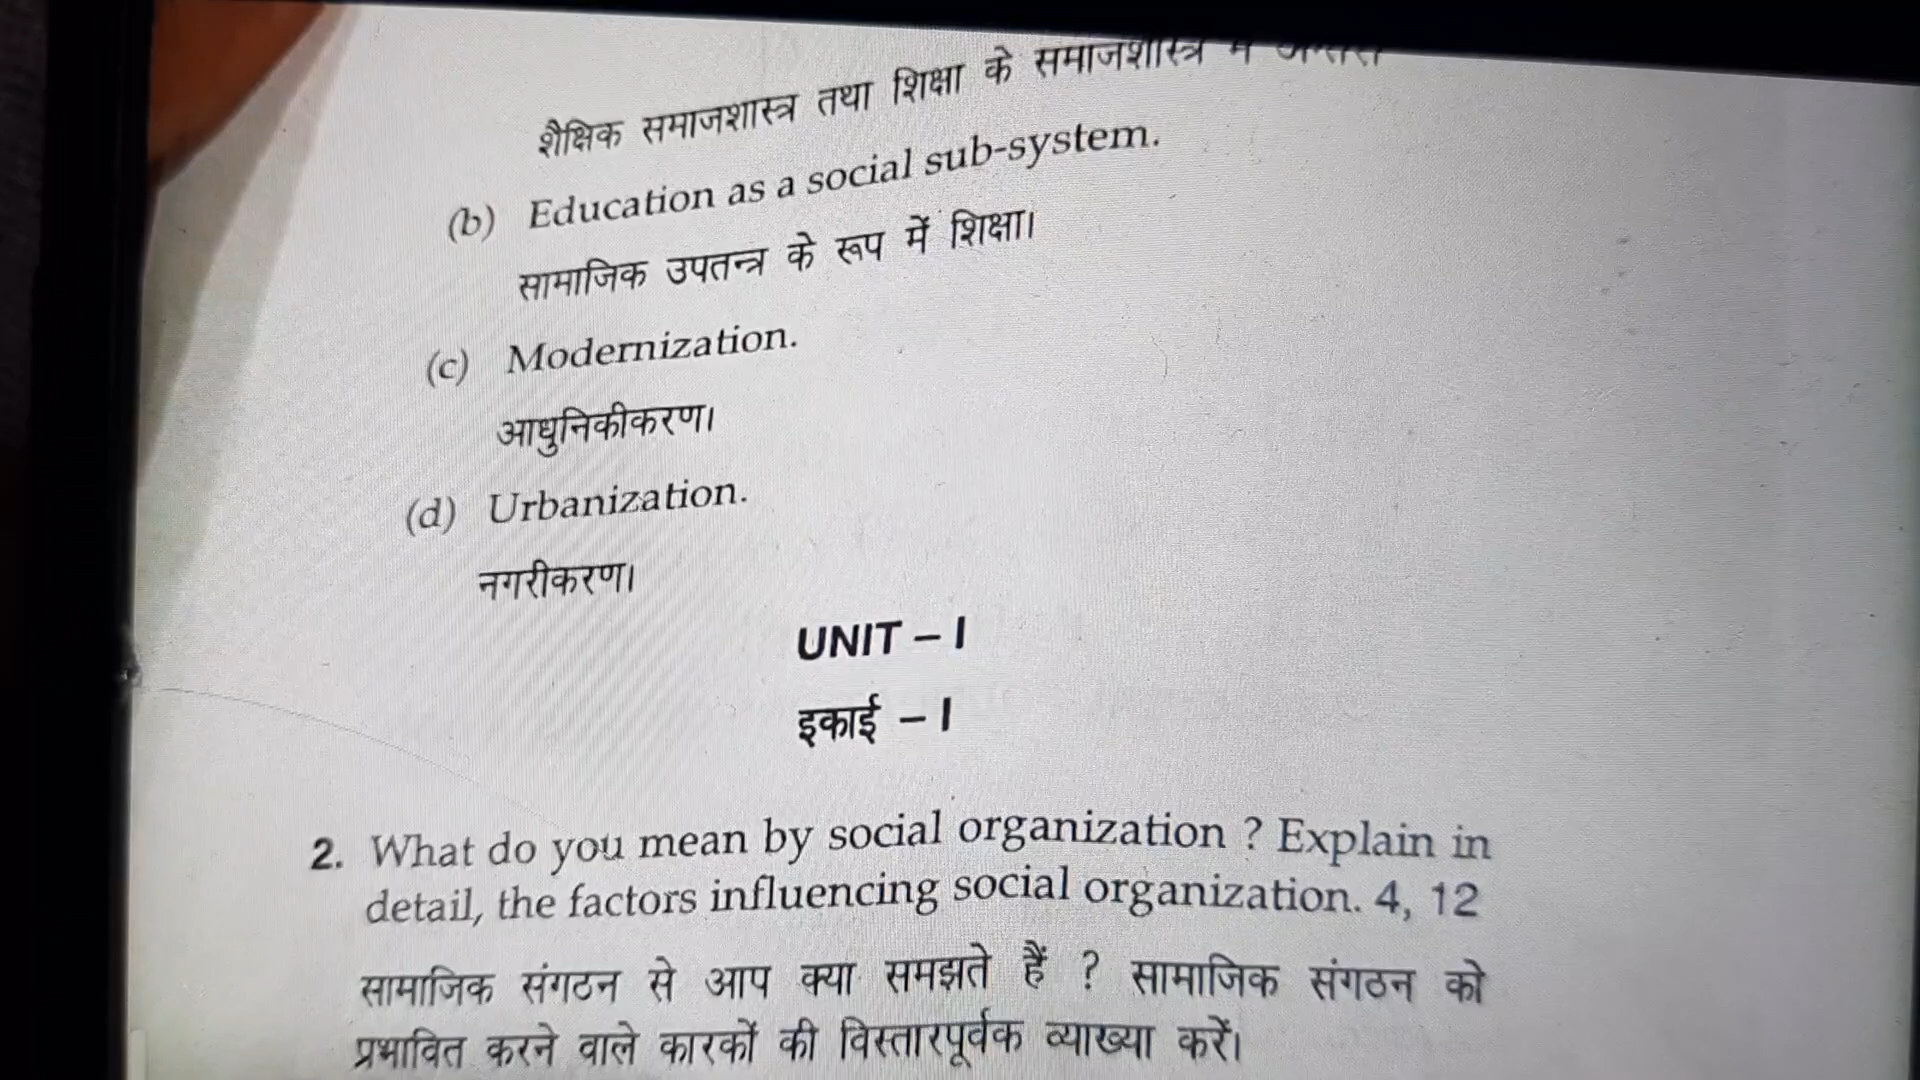 शैक्षिक समाजशास्त्र तथा शिक्षा के समाजशास्त्र में
(b) Education as a social sub-system.
सामाजिक उपतन्त्र के रूप में शिक्षा।
(c) Modernization.
आधुनिकीकरण।
(d) Urbanization.
नगरीकरण।
UNIT – I
इकाई – I
2. What do you mean by social organization ? Explain in
detail, the factors influencing social organization. 4, 12
सामाजिक संगठन से आप क्या समझते हैं ? सामाजिक संगठन को
प्रभावित करने वाले कारकों की विस्तारपूर्वक व्याख्या करें।